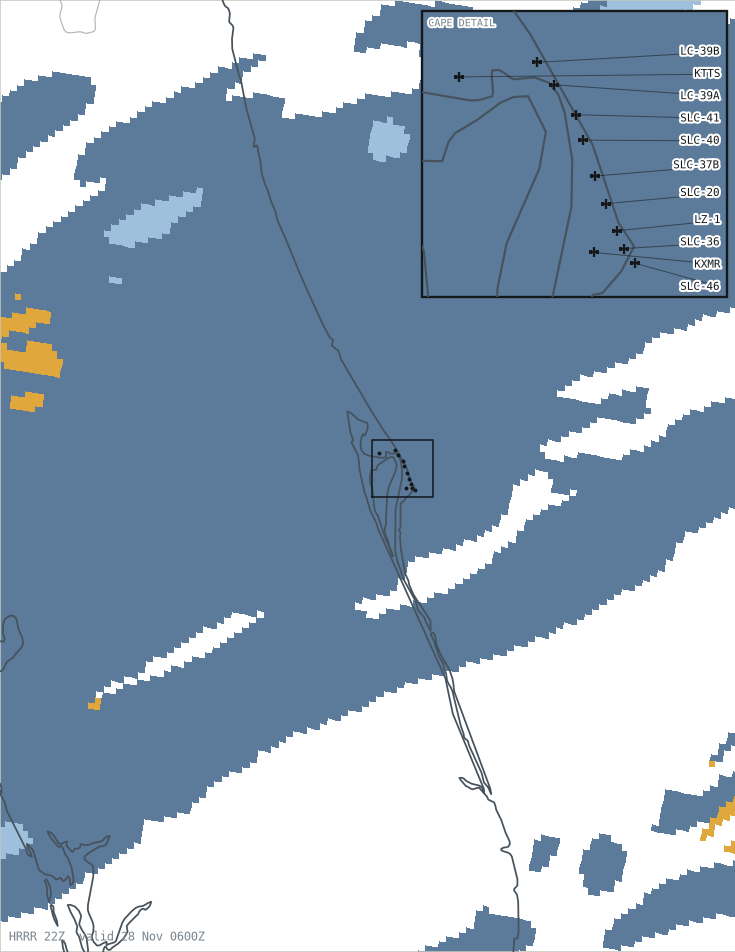 CAPE DETAIL
LC-39B
KTTS
LC-39A
SLC-41
SLC-40
SLC-37B
SLC-20
LZ-1
SLC-36
KXMR
SLC-46
HRRR 22Z valid 28 Nov 0600Z